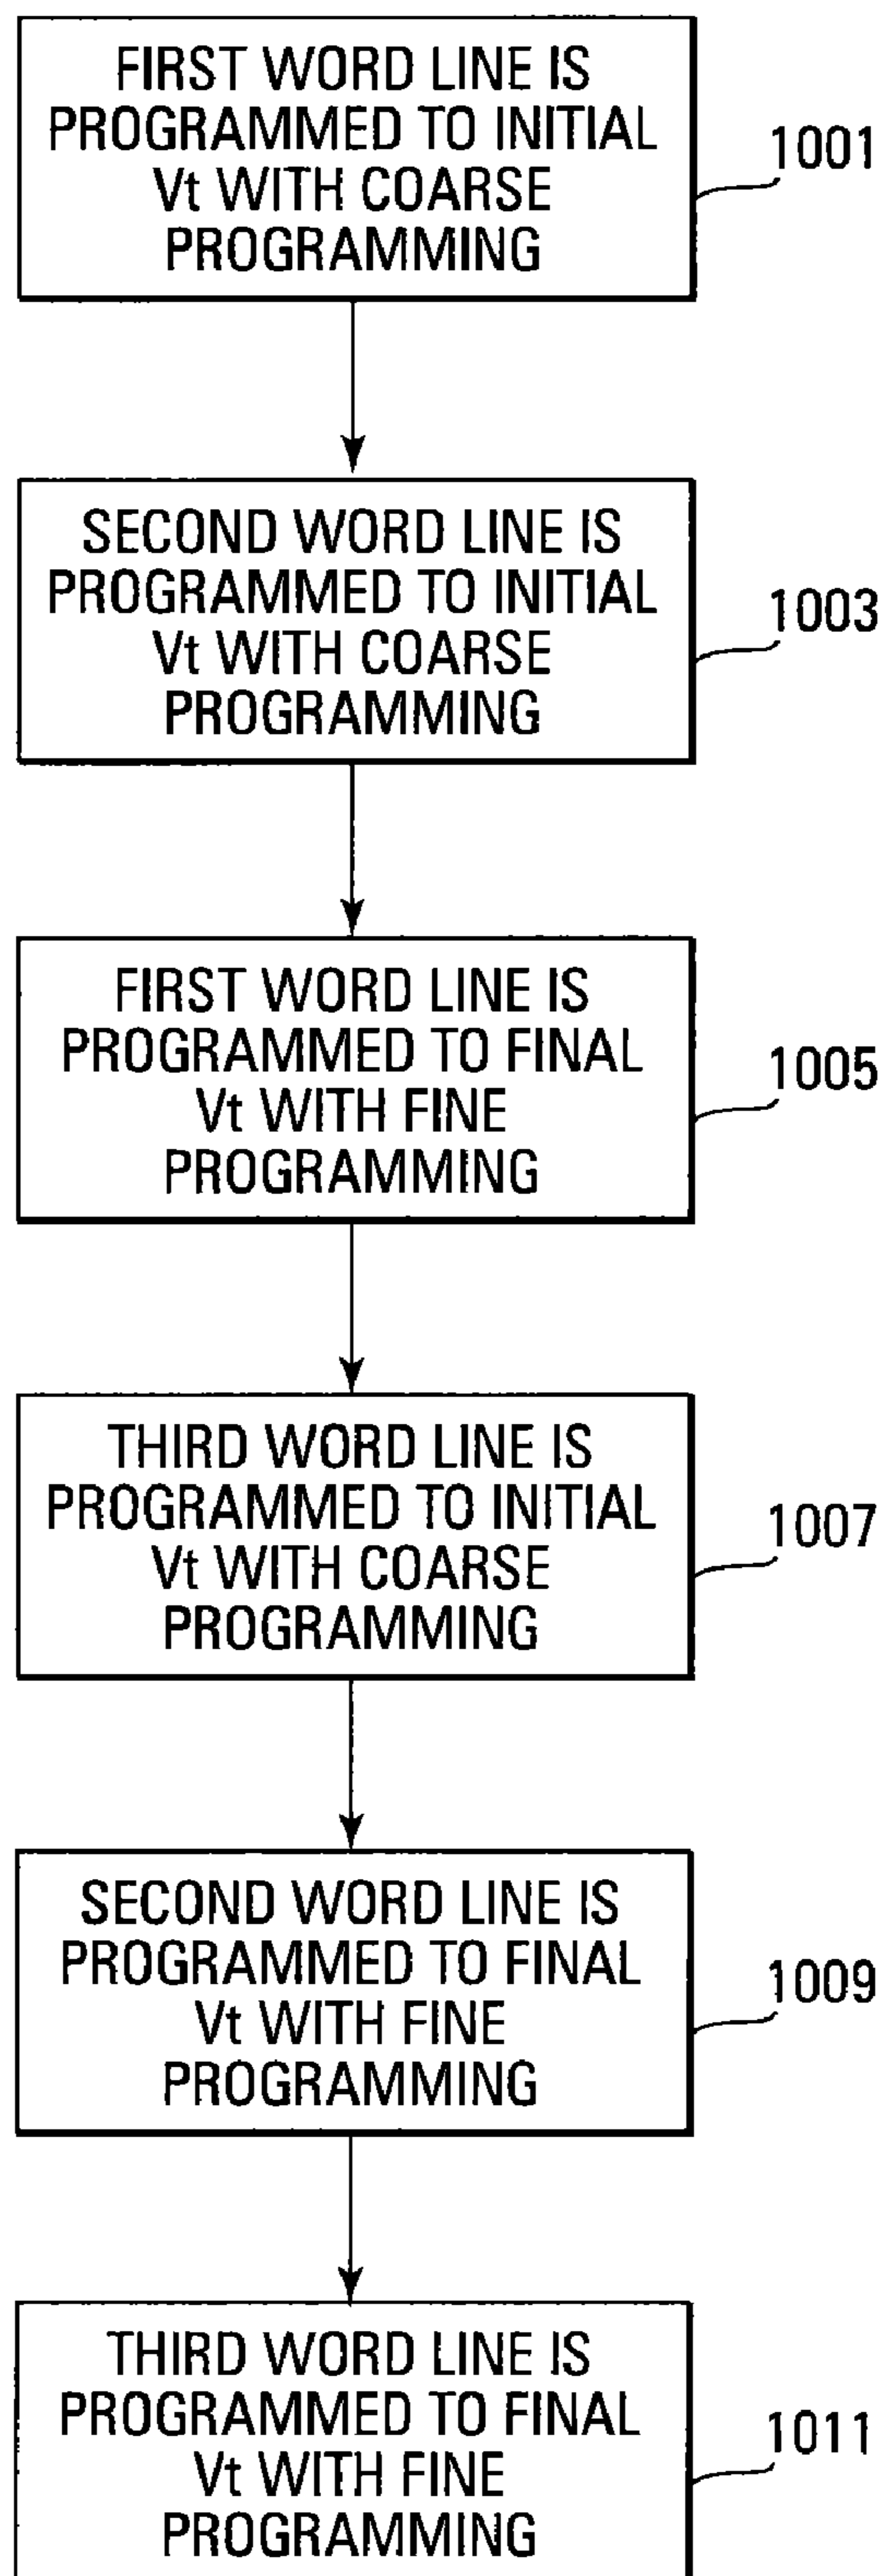 FIRST WORD LINE IS
PROGRAMMED TO INITIAL
Vt WITH COARSE
PROGRAMMING
1001
SECOND WORD LINE IS
PROGRAMMED TO INITIAL
Vt WITH COARSE
PROGRAMMING
1003
FIRST WORD LINE IS
PROGRAMMED TO FINAL
Vt WITH FINE
PROGRAMMING
1005
THIRD WORD LINE IS
PROGRAMMED TO INITIAL
Vt WITH COARSE
PROGRAMMING
1007
SECOND WORD LINE IS
PROGRAMMED TO FINAL
Vt WITH FINE
PROGRAMMING
1009
THIRD WORD LINE IS
PROGRAMMED TO FINAL
Vt WITH FINE
PROGRAMMING
1011